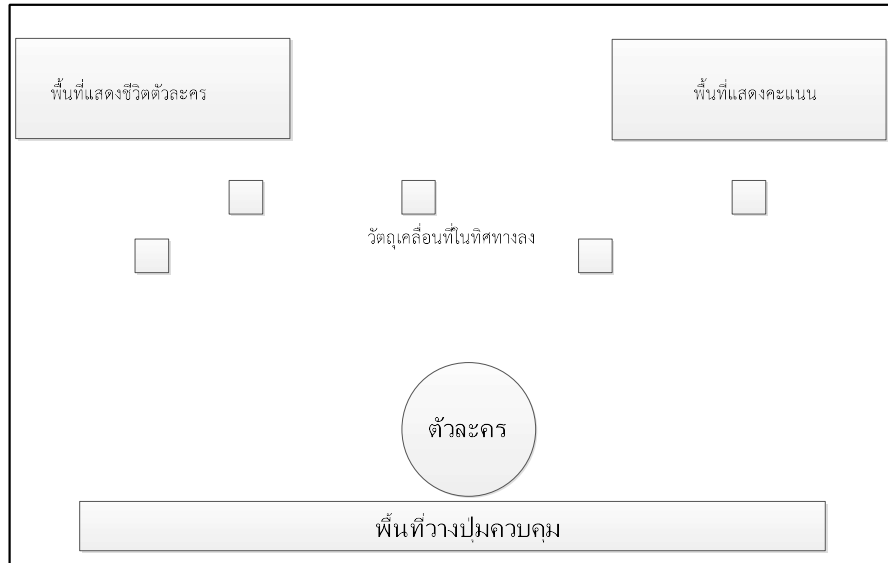 พื้นที่แสดงชีวิตตัวละคร
พื้นที่แสดงคะแนน
วัตถุเคลื่อนที่ในทิศทางลง
ตัวละคร
พื้นที่วางปุ่มควบคุม